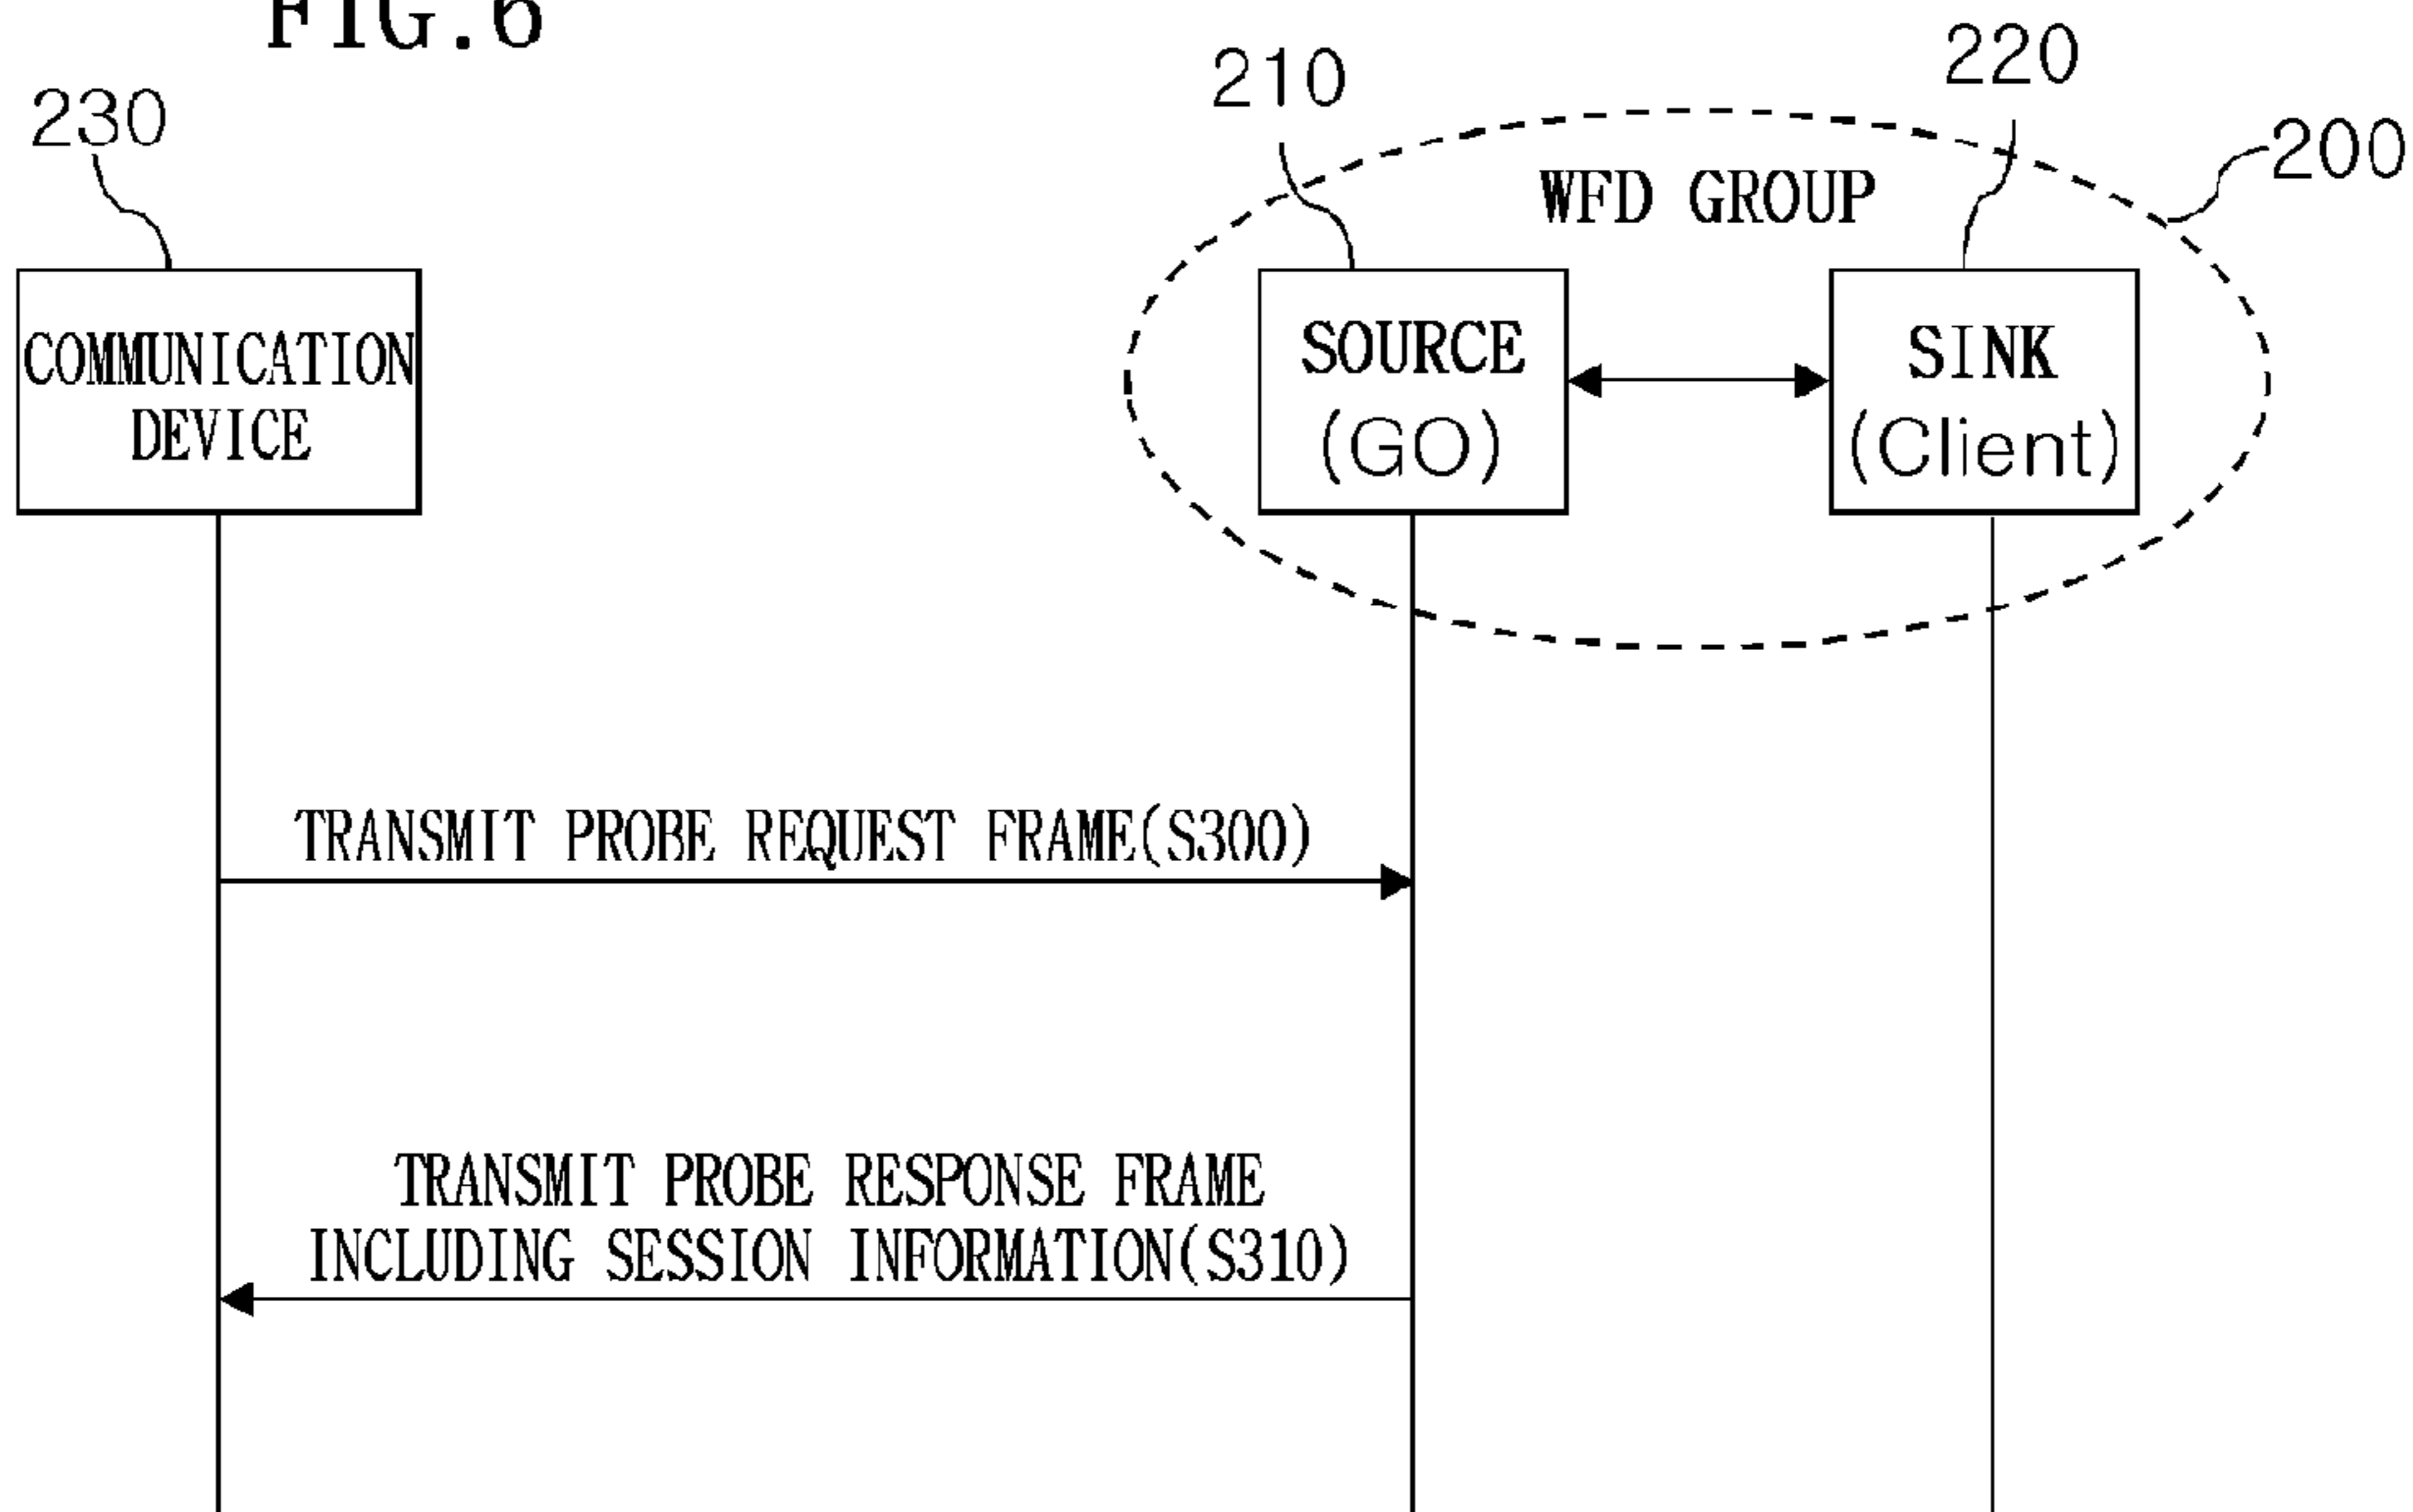 FIG.6
230
210
220
200
WFD GROUP
COMMUNICATION
DEVICE
SOURCE
(GO)
SINK
(Client)
TRANSMIT PROBE REQUEST FRAME(S300)
TRANSMIT PROBE RESPONSE FRAME
INCLUDING SESSION INFORMATION(S310)